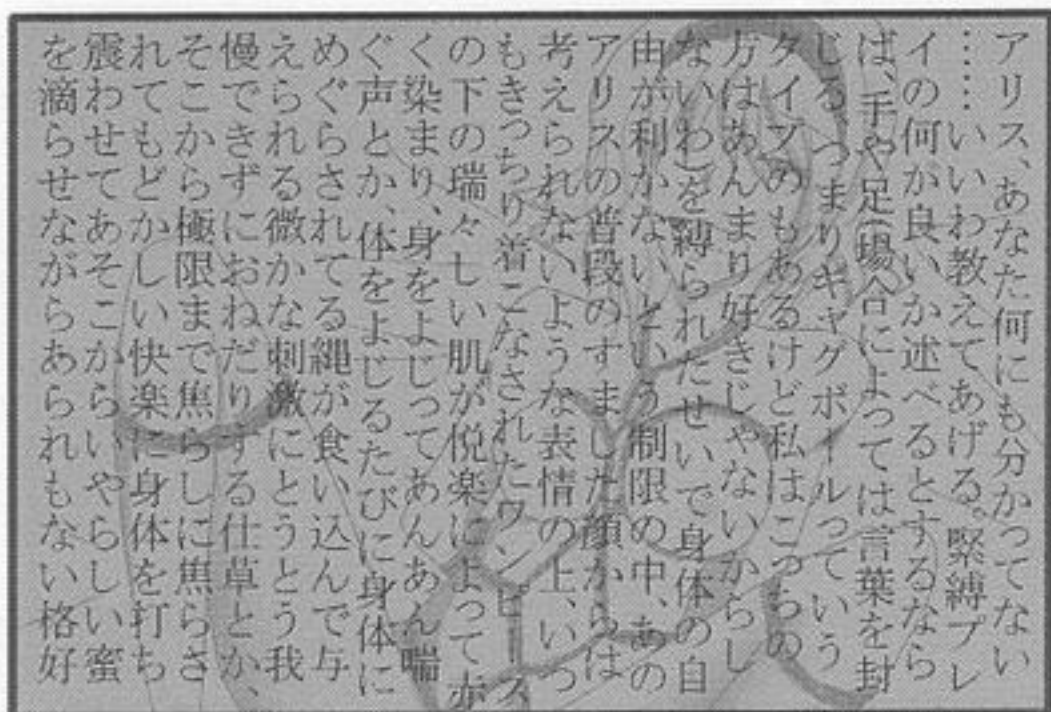 アリス、あなた何にも分かってない
……いいわ教えてあげる。緊縛プレ
イの何か良いか述べるとするなら
ば、手や足(場合によっては言葉を封
じる、つまりギャグボールっていう
タイプのもあるけど私はこっちの
方はあんまり好きじゃないからし
ないわ)を縛られたせいで身体の自
由が利かないという制限の中、あの
アリスの普段のすました顔からは
考えられないような表情の上、いつ
もきっちり着こなされたワンピース
の下の瑞々しい肌が悦楽によって赤
く染まり、身をよじってあんあん喘
ぐ声とか、体をよじるたびに身体に
めぐらされてる縄が食い込んで与
えられる微かな刺激にとうとう我
慢できずにおねだりする仕草とか、
そこから極限まで焦らしに焦らさ
れてもどかしい快楽に身体を打ち
震わせてあそこからいやらしい蜜
を滴らせながらあられもない格好